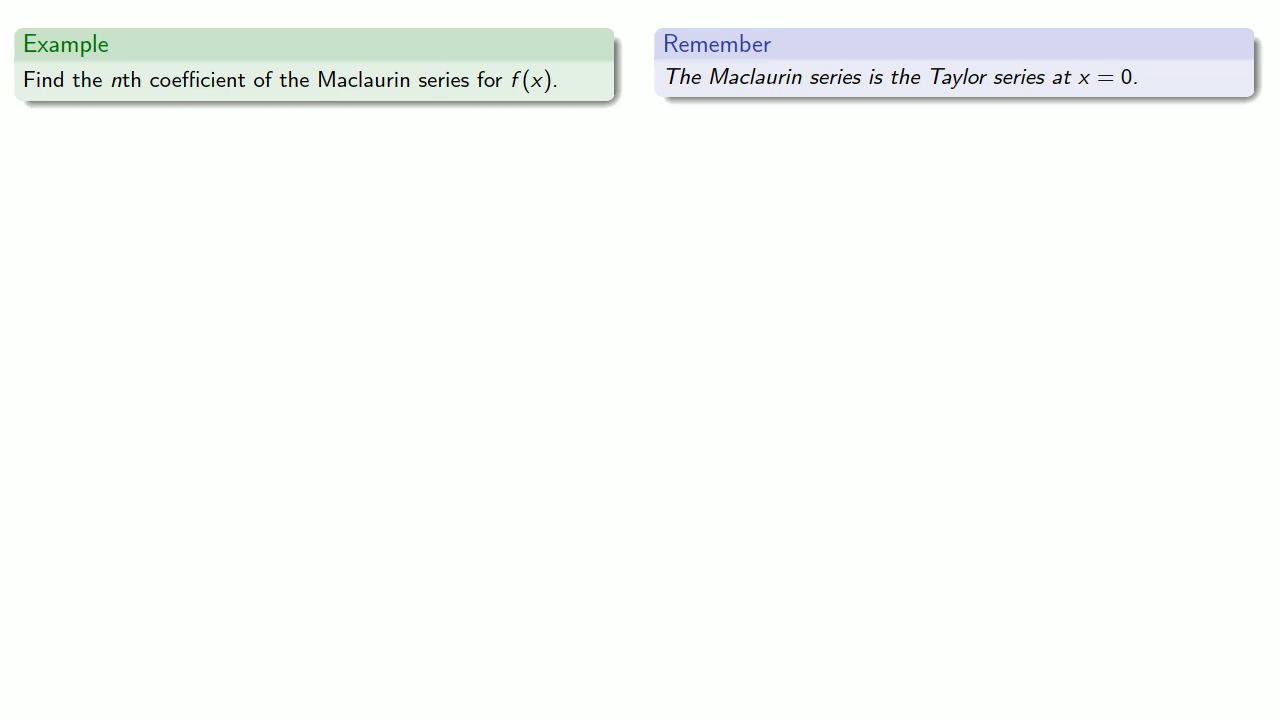 Example
Find the nth coefficient of the Maclaurin series for f(x).
Remember
The Maclaurin series is the Taylor series at x = 0.